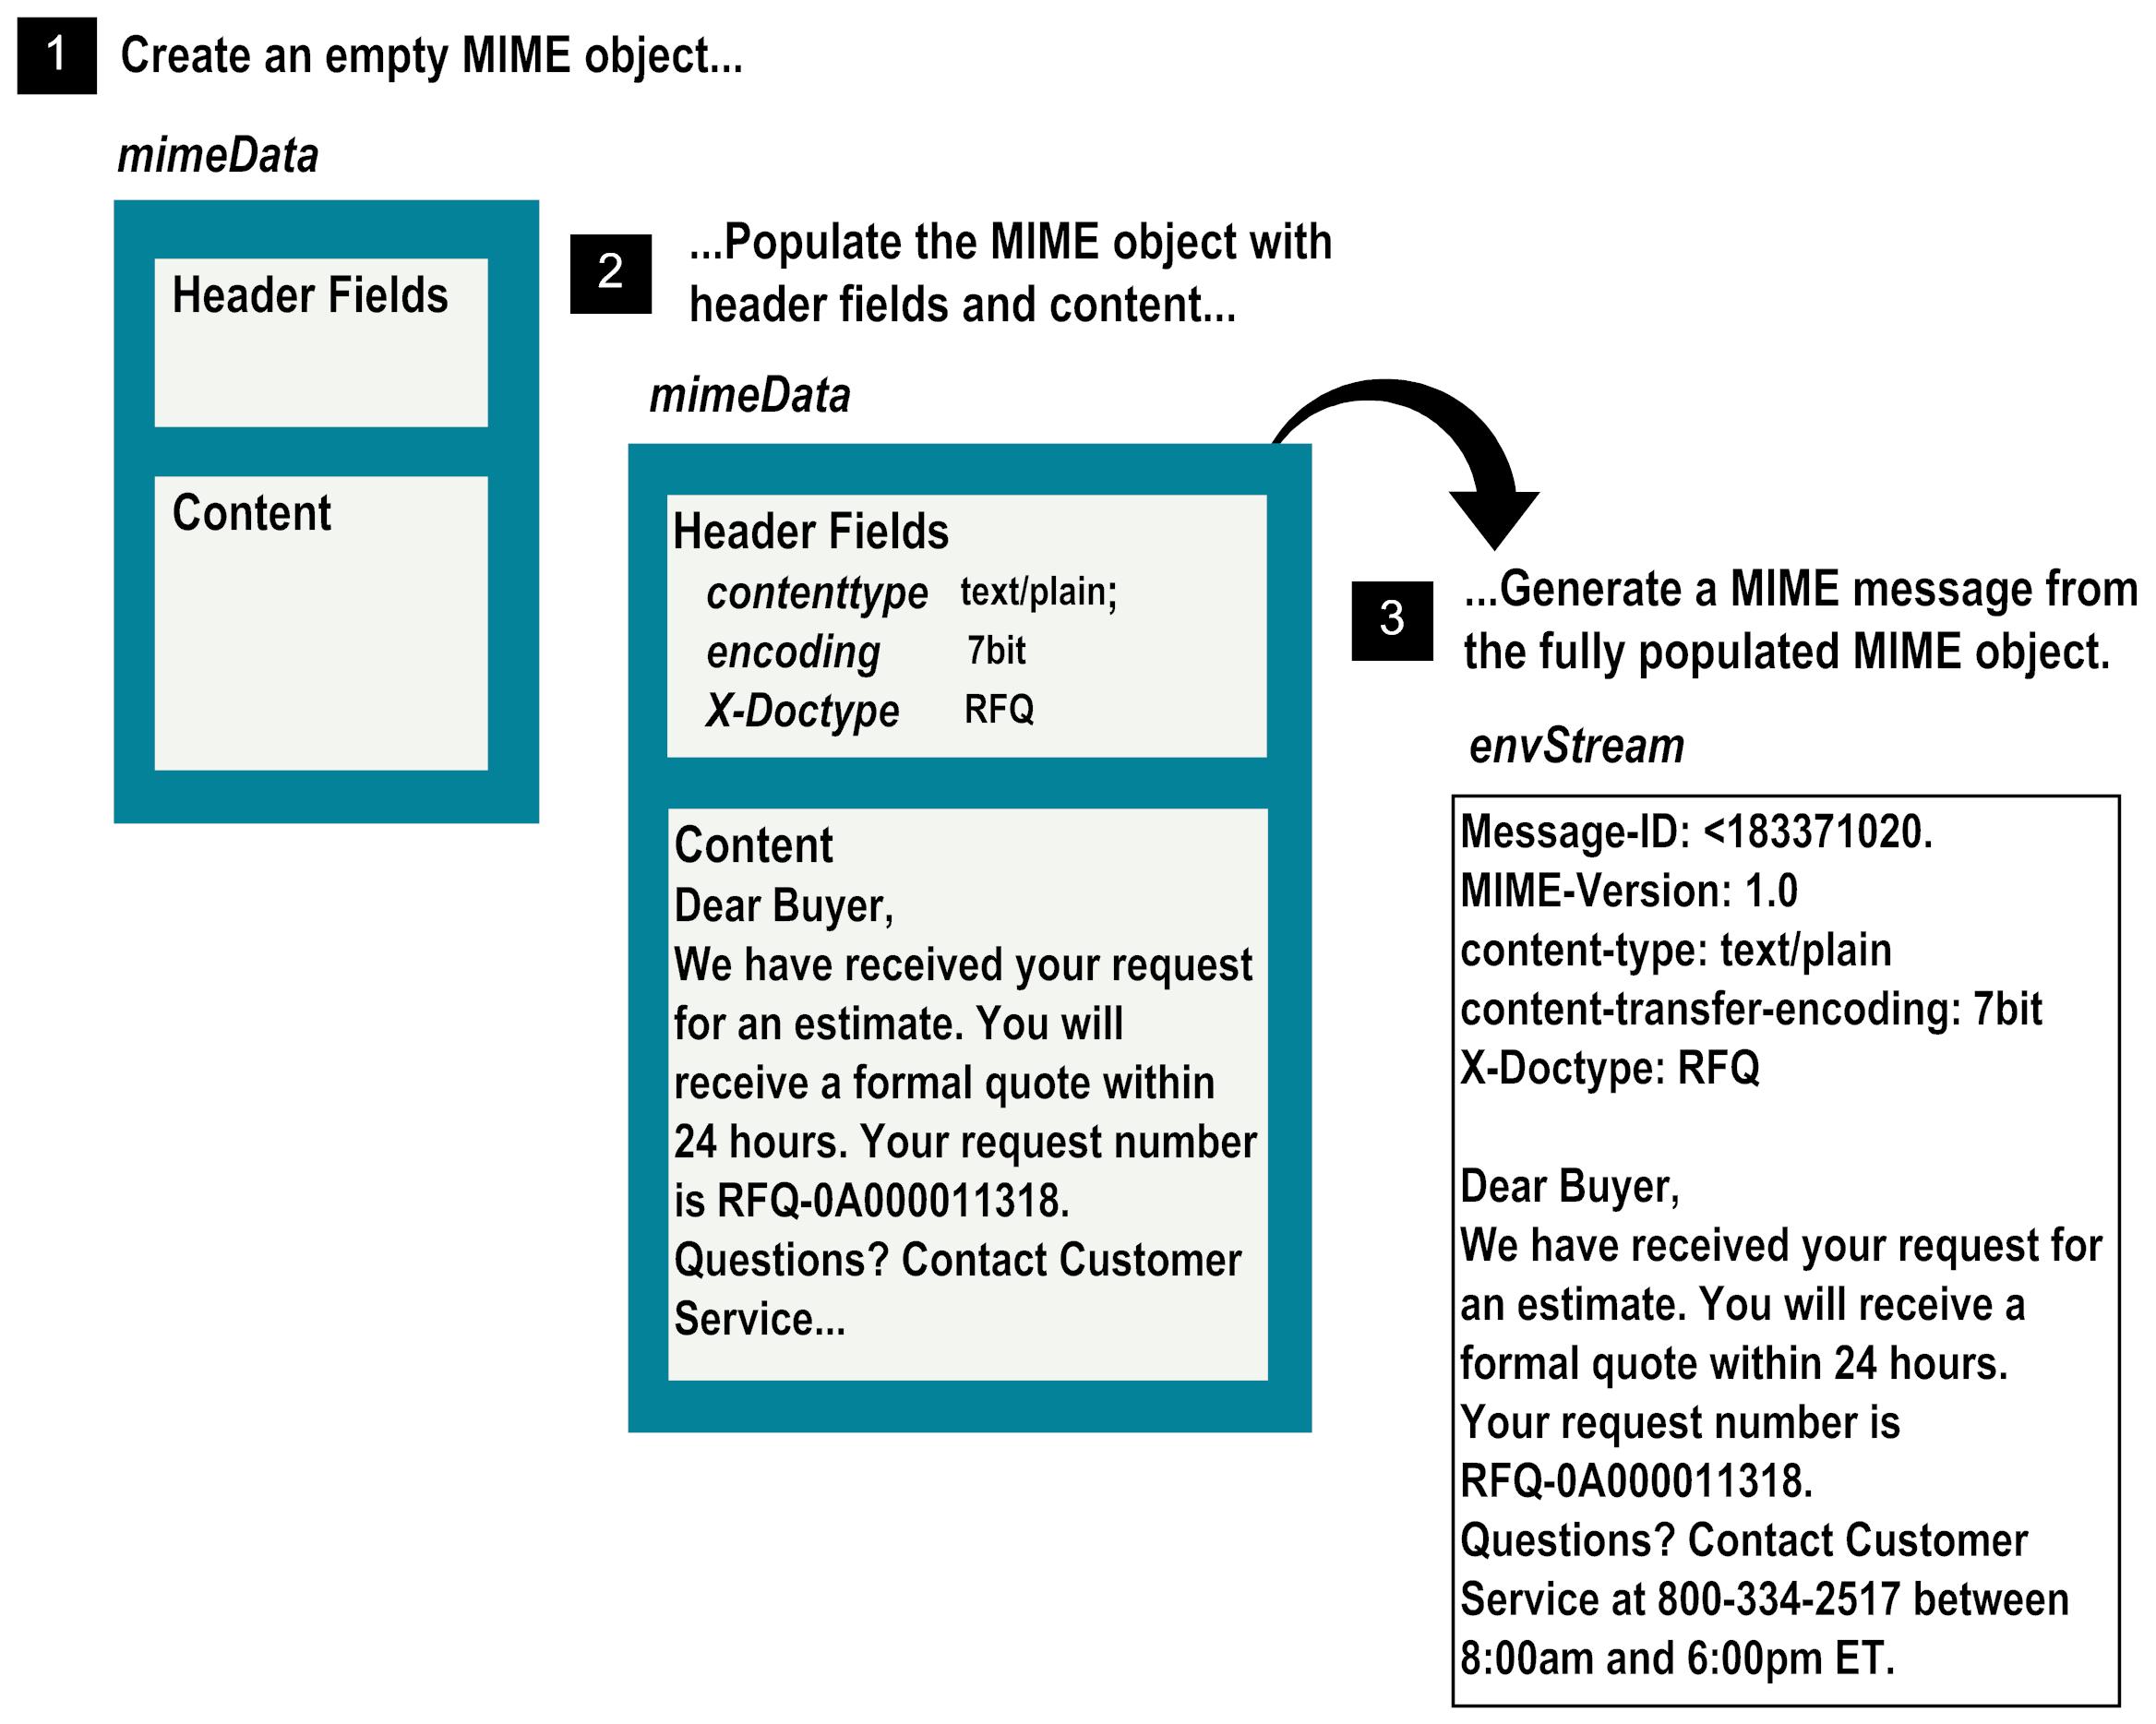 1 Create an empty MIME object...
mimeData
Header Fields
Content
2 ...Populate the MIME object with
header fields and content...
mimeData
Header Fields
contenttype text/plain;
encoding 7bit
X-Doctype RFQ
Content
Dear Buyer,
We have received your request
for an estimate. You will
receive a formal quote within
24 hours. Your request number
is RFQ-0A000011318.
Questions? Contact Customer
Service...
3 ...Generate a MIME message from
the fully populated MIME object.
envStream
Message-ID: <183371020.
MIME-Version: 1.0
content-type: text/plain
content-transfer-encoding: 7bit
X-Doctype: RFQ
Dear Buyer,
We have received your request for
an estimate. You will receive a
formal quote within 24 hours.
Your request number is
RFQ-0A000011318.
Questions? Contact Customer
Service at 800-334-2517 between
8:00am and 6:00pm ET.